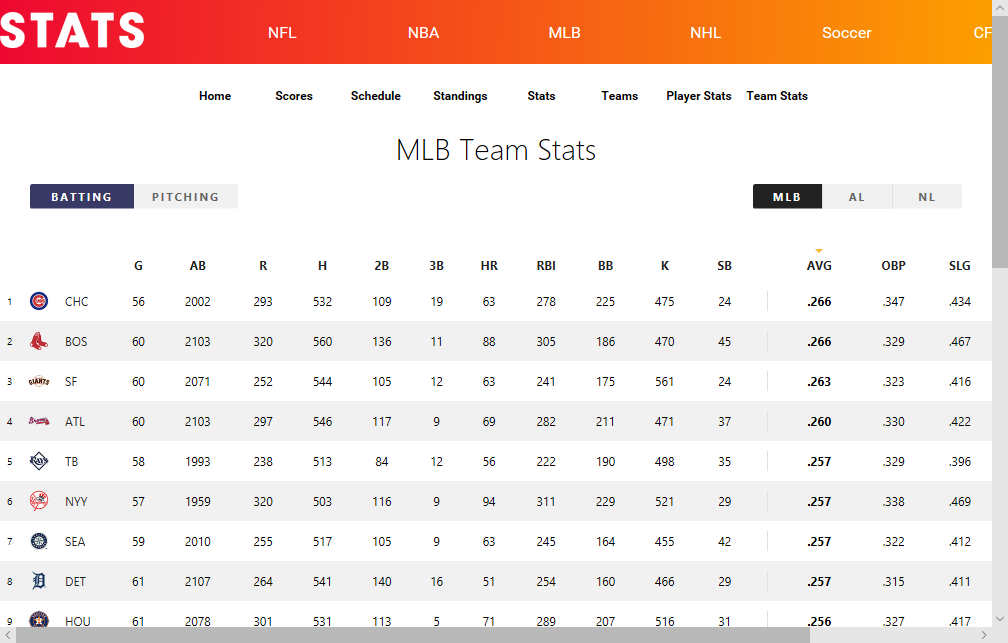 STATS NFL NBA MLB NHL Soccer CF
Home Scores Schedule Standings Stats Teams Player Stats Team Stats
MLB Team Stats
BATTING PITCHING MLB AL NL
G AB R H 2B 3B HR RBI BB K SB AVG OBP SLG
1 CHC 56 2002 293 532 109 19 63 278 225 475 24 .266 .347 .434
2 BOS 60 2103 320 560 136 11 88 305 186 470 45 .266 .329 .467
3 GIANTS SF 60 2071 252 544 105 12 63 241 175 561 24 .263 .323 .416
4 Braves ATL 60 2103 297 546 117 9 69 282 211 471 37 .260 .330 .422
5 RAYS TB 58 1993 238 513 84 12 56 222 190 498 35 .257 .329 .396
6 NYY 57 1959 320 503 116 9 94 311 229 521 29 .257 .338 .469
7 SEA 59 2010 255 517 105 9 63 245 164 455 42 .257 .322 .412
8 DET 61 2107 264 541 140 16 51 254 160 466 29 .257 .315 .411
9 HOU 61 2078 301 531 113 5 71 289 207 516 31 .256 .327 .417